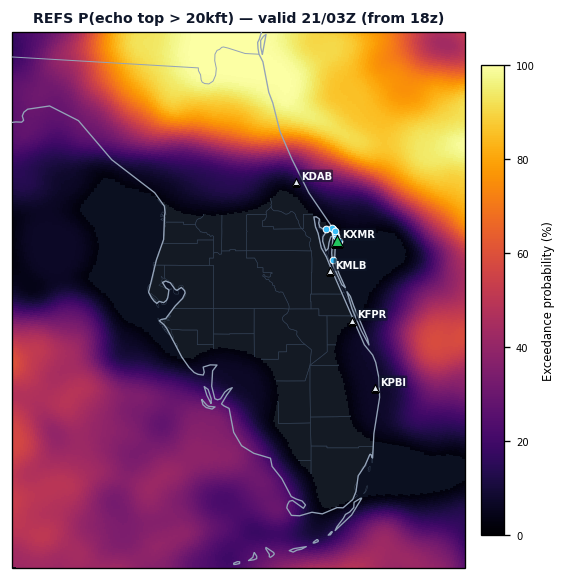 REFS P(echo top > 20kft) — valid 21/03Z (from 18z)
KDAB
KXMR
KMLB
KFPR
KPBI
100
80
60
40
20
0
Exceedance probability (%)